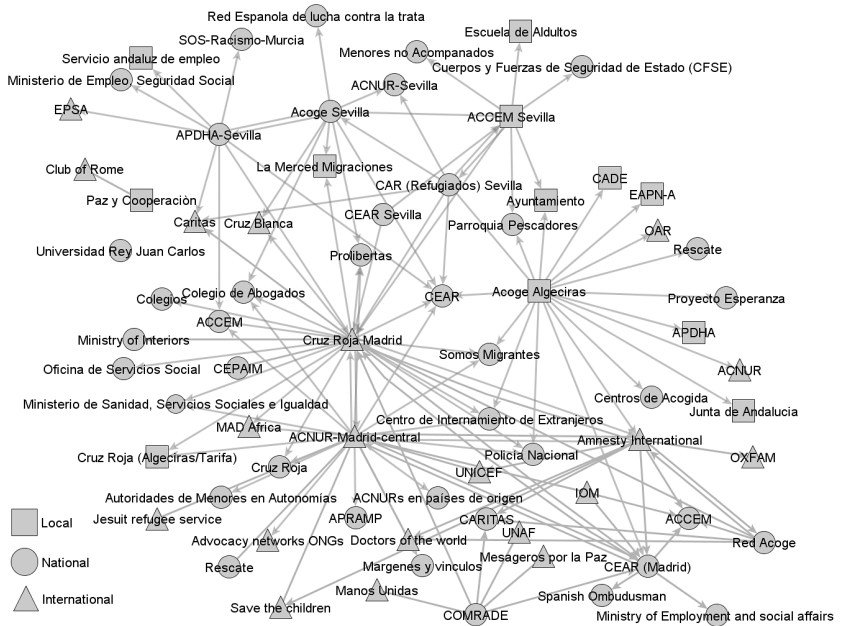 Red Espanola de lucha contra la trata
SOS-Racismo-Murcia
Escuela de Aldultos
Menores no Acompanados
Servicio andaluz de empleo
Cuerpos y Fuerzas de Seguridad de Estado (CFSE)
Ministerio de Empleo, Seguridad Social
ACNUR-Sevilla
EPSA
Acoge Sevilla
ACCEM Sevilla
APDHA-Sevilla
La Merced Migraciones
Club of Rome
CADE
CAR (Refugiados) Sevilla
EAPN-A
Paz y Cooperaciòn
Ayuntamiento
CEAR Sevilla
Caritas
Cruz Blanca
Parroquia Pescadores
OAR
Universidad Rey Juan Carlos
Prolibertas
Rescate
Colegio de Abogados
Acoge Algeciras
Colegios
CEAR
Proyecto Esperanza
ACCEM
APDHA
Ministry of Interiors
Cruz Roja Madrid
Somos Migrantes
Oficina de Servicios Social
CEPAIM
ACNUR
Centros de Acogida
Ministerio de Sanidad, Servicios Sociales e Igualdad
Junta de Andalucia
Centro de Internamiento de Extranjeros
MAD Africa
ACNUR-Madrid-central
Amnesty International
Cruz Roja (Algeciras/Tarifa)
Policia Nacional
OXFAM
Cruz Roja
UNICEF
Autoridades de Menores en Autonomias
ACNURs en países de origen
IOM
Jesuit refugee service
APRAMP
CARITAS
ACCEM
Local
UNAF
Advocacy networks ONGs
Doctors of the world
Red Acoge
Mesageros por la Paz
National
Rescate
Margenes y vinculos
CEAR (Madrid)
Manos Unidas
Spanish Ombudusman
International
Save the children
COMRADE
Ministry of Employment and social affairs